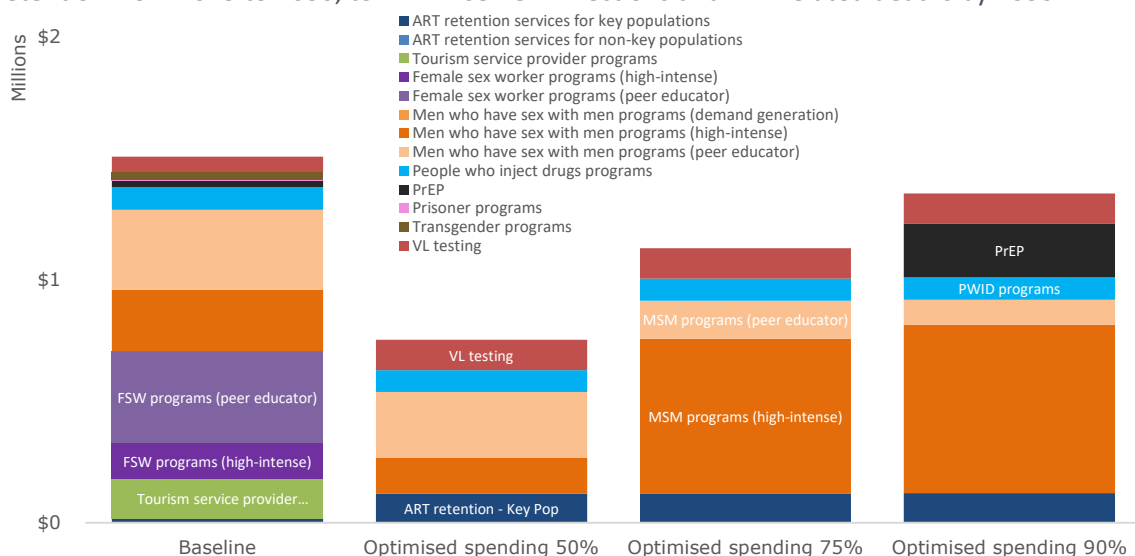 $2
Millions
ART retention services for key populations
ART retention services for non-key populations
Tourism service provider programs
Female sex worker programs (high-intense)
Female sex worker programs (peer educator)
Men who have sex with men programs (demand generation)
Men who have sex with men programs (high-intense)
Men who have sex with men programs (peer educator)
People who inject drugs programs
PrEP
Prisoner programs
Transgender programs
VL testing
$1
$0
FSW programs (peer educator)
FSW programs (high-intense)
Tourism service provider...
VL testing
ART retention - Key Pop
MSM programs (peer educator)
MSM programs (high-intense)
PrEP
PWID programs
Baseline
Optimised spending 50%
Optimised spending 75%
Optimised spending 90%